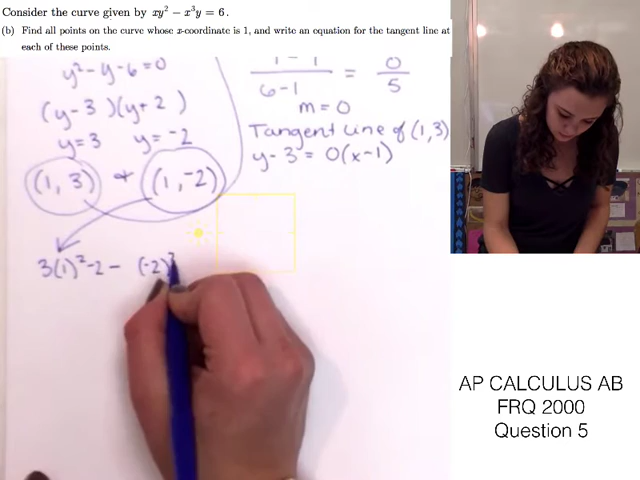 Consider the curve given by xy² − x³y = 6.
(b) Find all points on the curve whose x-coordinate is 1, and write an equation for the tangent line at
each of these points.
y² - y - 6 = 0
(y - 3)(y + 2)
y = 3 y = -2
(1, 3) + (1, -2)
3(1)² -2 - (-2)²
6 - 1 = 0/5
m = 0
Tangent Line of (1, 3)
y - 3 = 0(x - 1)
AP CALCULUS AB
FRQ 2000
Question 5